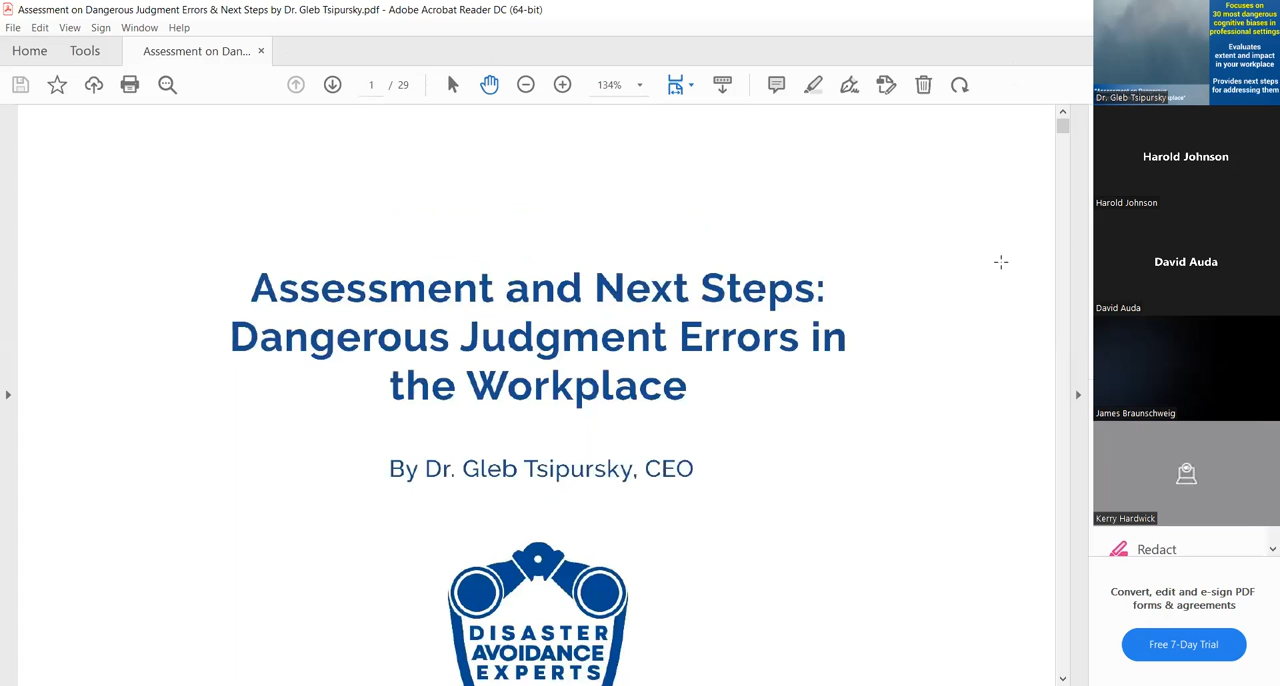 Assessment on Dangerous Judgment Errors & Next Steps by Dr. Gleb Tsipursky.pdf - Adobe Acrobat Reader DC (64-bit)
File Edit View Sign Window Help
Home Tools Assessment on Dan... ×
1 / 29 134%
Assessment and Next Steps:
Dangerous Judgment Errors in
the Workplace
By Dr. Gleb Tsipursky, CEO
DISASTER
AVOIDANCE
EXPERTS
Focuses on
30 most dangerous
cognitive biases in
professional settings
Evaluates
extent and impact
in your workplace
Provides next steps
for addressing them
Dr. Gleb Tsipursky
Harold Johnson
Harold Johnson
David Auda
David Auda
James Braunschweig
Kerry Hardwick
Redact
Convert, edit and e-sign PDF
forms & agreements
Free 7-Day Trial